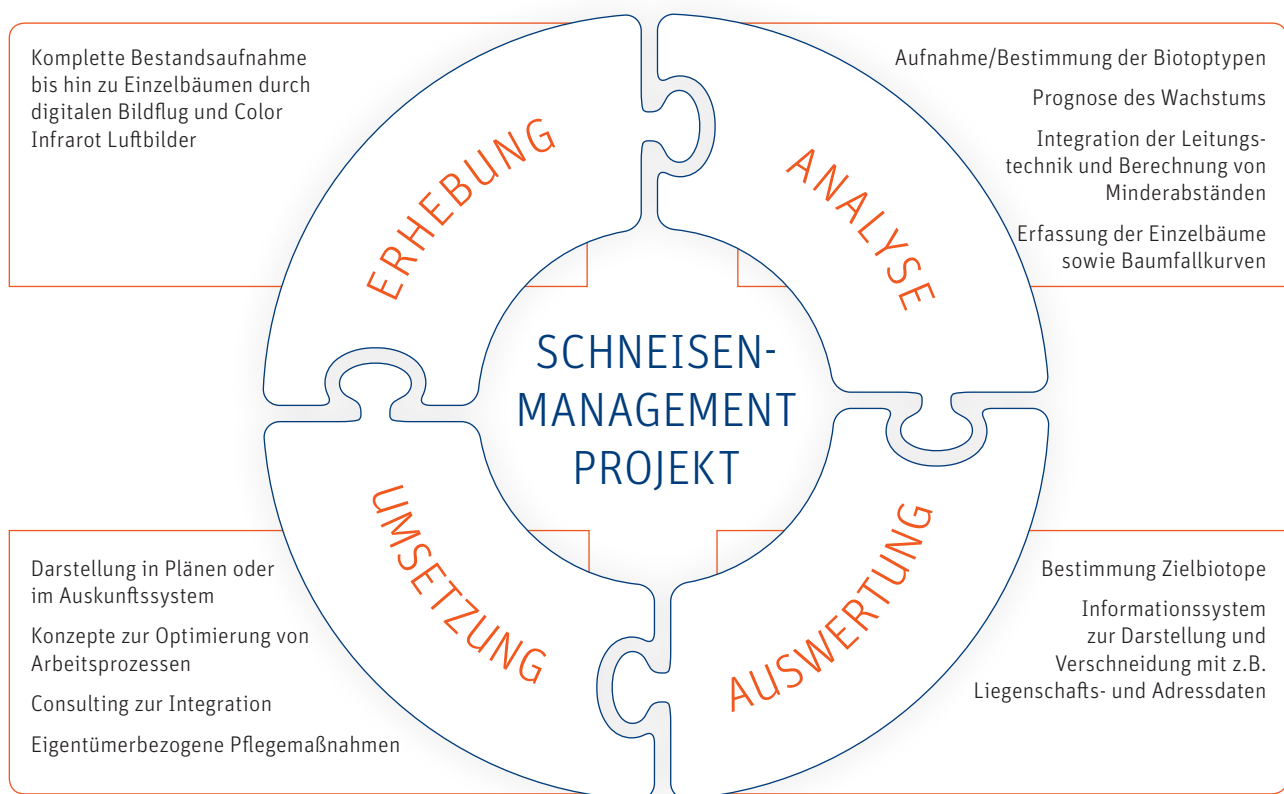 Komplette Bestandsaufnahme
bis hin zu Einzelbäumen durch
digitalen Bildflug und Color
Infrarot Luftbilder
ERHEBUNG
ANALYSE
Aufnahme/Bestimmung der Biotoptypen
Prognose des Wachstums
Integration der Leitungs-
technik und Berechnung von
Minderabständen
Erfassung der Einzelbäume
sowie Baumfallkurven
SCHNEISEN-
MANAGEMENT
PROJEKT
UMSETZUNG
Darstellung in Plänen oder
im Auskunftssystem
Konzepte zur Optimierung von
Arbeitsprozessen
Consulting zur Integration
Eigentümerbezogene Pflegemaßnahmen
AUSWERTUNG
Bestimmung Zielbiotope
Informationssystem
zur Darstellung und
Verschneidung mit z.B.
Liegenschafts- und Adressdaten